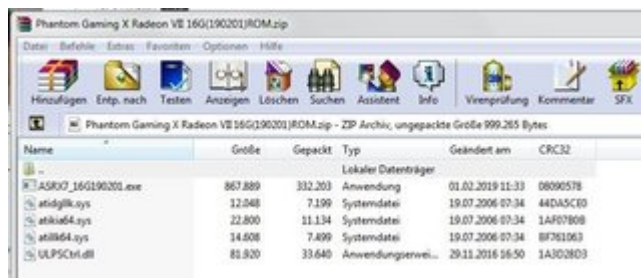 Phantom Gaming X Radeon VII 16G(190201)ROM.zip
Datei Befehle Extras Favoriten Optionen Hilfe
Hinzufügen Entp. nach Testen Anzeigen Löschen Suchen Assistent Info Virenprüfung Kommentar SFX
Phantom Gaming X Radeon VII 16G(190201)ROM.zip - ZIP Archiv, ungepackte Größe 999.265 Bytes
Name Größe Gepackt Typ Geändert am CRC32
.. Lokaler Datenträger
ASRX7_16G190201.exe 867.889 332.203 Anwendung 01.02.2019 11:33 08090578
atidgllk.sys 12.048 7.199 Systemdatei 19.07.2006 07:34 44DA5CE0
atikia64.sys 22.800 11.134 Systemdatei 19.07.2006 07:34 1AF07B0B
atillk64.sys 14.608 7.499 Systemdatei 19.07.2006 07:34 BF761063
ULPSCtrl.dll 81.920 33.640 Anwendungserwei... 29.11.2016 16:50 1A3D28D3